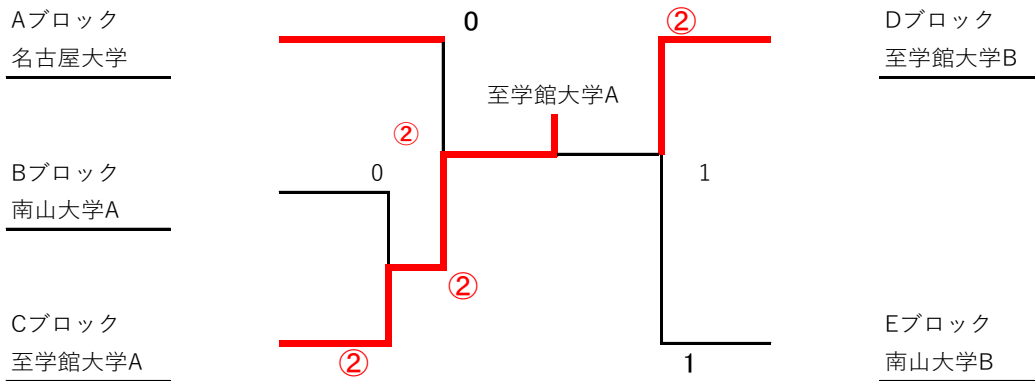 Aブロック
名古屋大学
0
②
Dブロック
至学館大学B
至学館大学A
②
Bブロック
南山大学A
0
1
②
Cブロック
至学館大学A
②
1
Eブロック
南山大学B